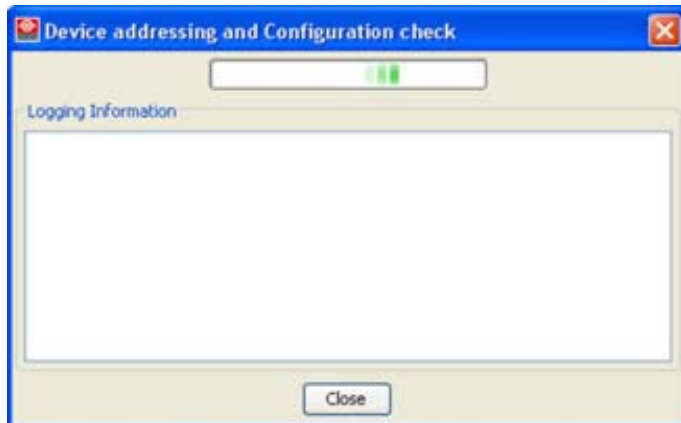 Device addressing and Configuration check
Logging Information
Close